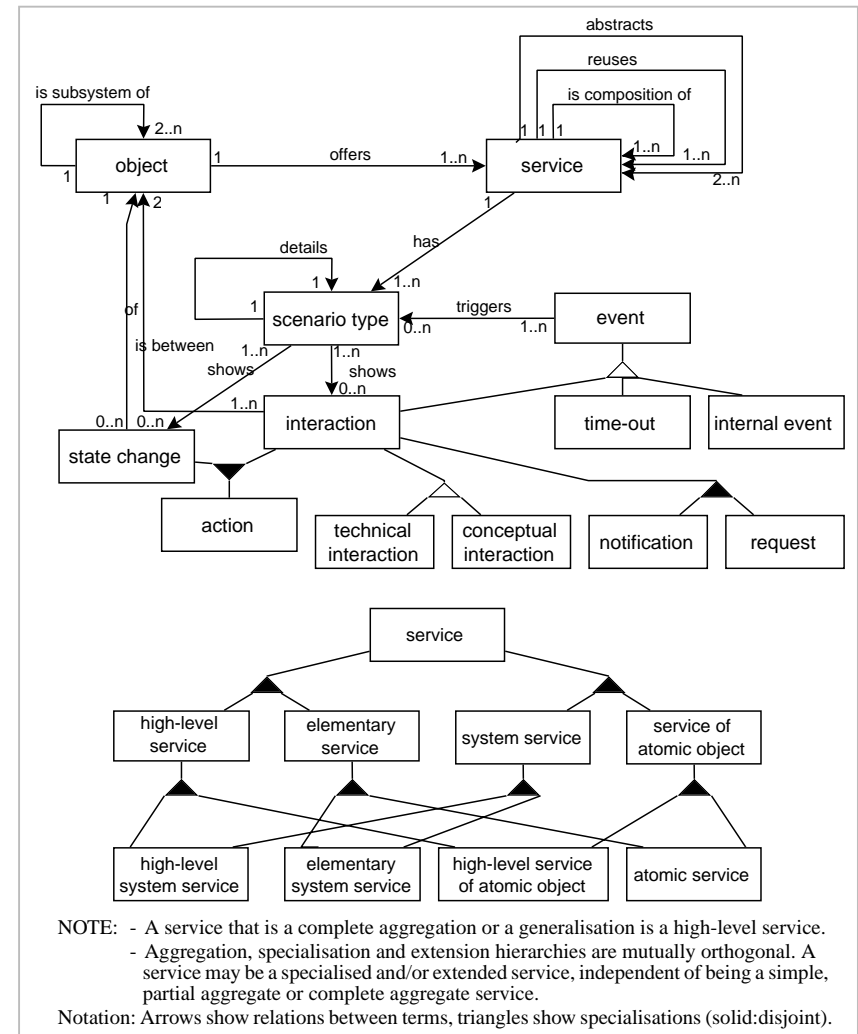 abstracts
reuses
is composition of
is subsystem of
2..n
1 1 1
1..n
1..n
2..n
object
1
offers
1..n
service
1
1
2
1
has
details
1
1..n
1
scenario type
triggers
0..n
1..n
event
of
is between
1..n
1..n
shows
shows
0..n
1..n
interaction
time-out
internal event
0..n
0..n
state change
action
technical
interaction
conceptual
interaction
notification
request
service
high-level
service
elementary
service
system service
service of
atomic object
high-level
system service
elementary
system service
high-level service
of atomic object
atomic service
NOTE: - A service that is a complete aggregation or a generalisation is a high-level service.
- Aggregation, specialisation and extension hierarchies are mutually orthogonal. A
service may be a specialised and/or extended service, independent of being a simple,
partial aggregate or complete aggregate service.
Notation: Arrows show relations between terms, triangles show specialisations (solid:disjoint).